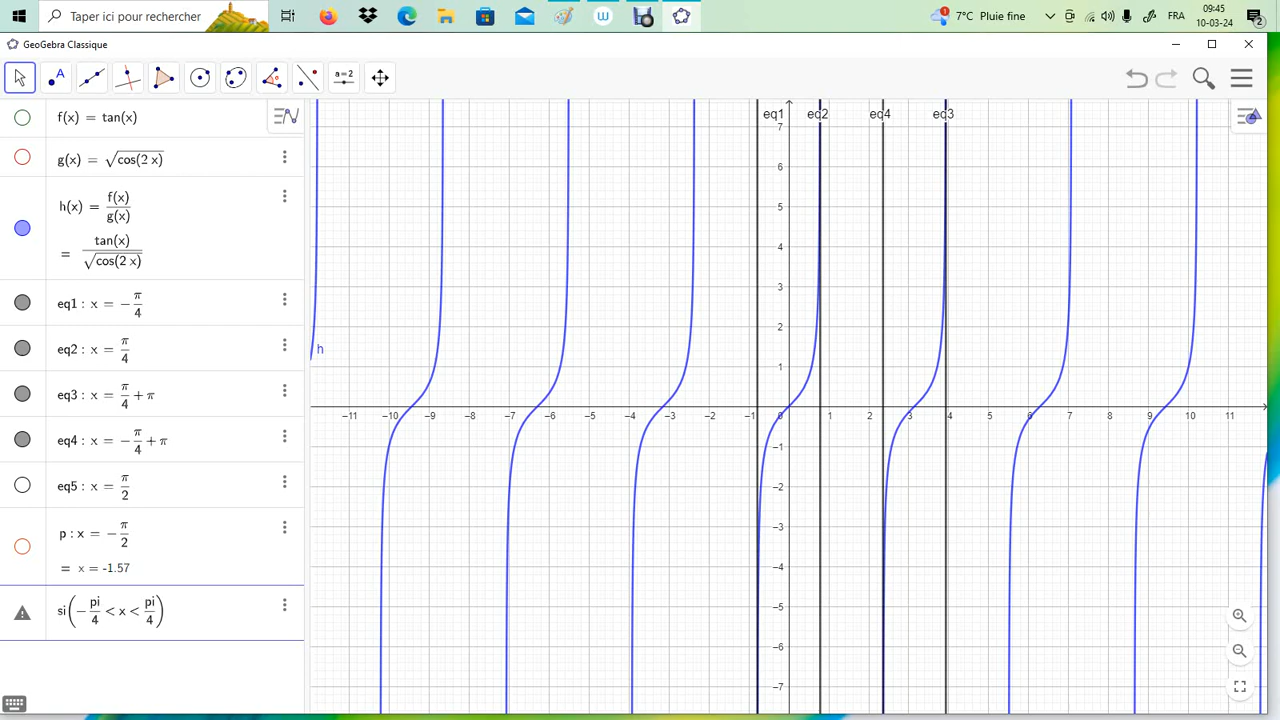 Taper ici pour rechercher
W
1
7°C Pluie fine
FRA
09:45
10-03-24
2
GeoGebra Classique
A
a=2
f(x) = tan(x)
g(x) = √cos(2 x)
h(x) = f(x)/g(x)
= tan(x)/√cos(2 x)
eq1 : x = −π/4
eq2 : x = π/4
eq3 : x = π/4 + π
eq4 : x = −π/4 + π
eq5 : x = π/2
p : x = −π/2
= x = -1.57
si(−pi/4 < x < pi/4)
eq1 eq2 eq4 eq3
7
6
5
4
3
2
1
h
−11 −10 −9 −8 −7 −6 −5 −4 −3 −2 −1 0 1 2 3 4 5 6 7 8 9 10 11
−1
−2
−3
−4
−5
−6
−7